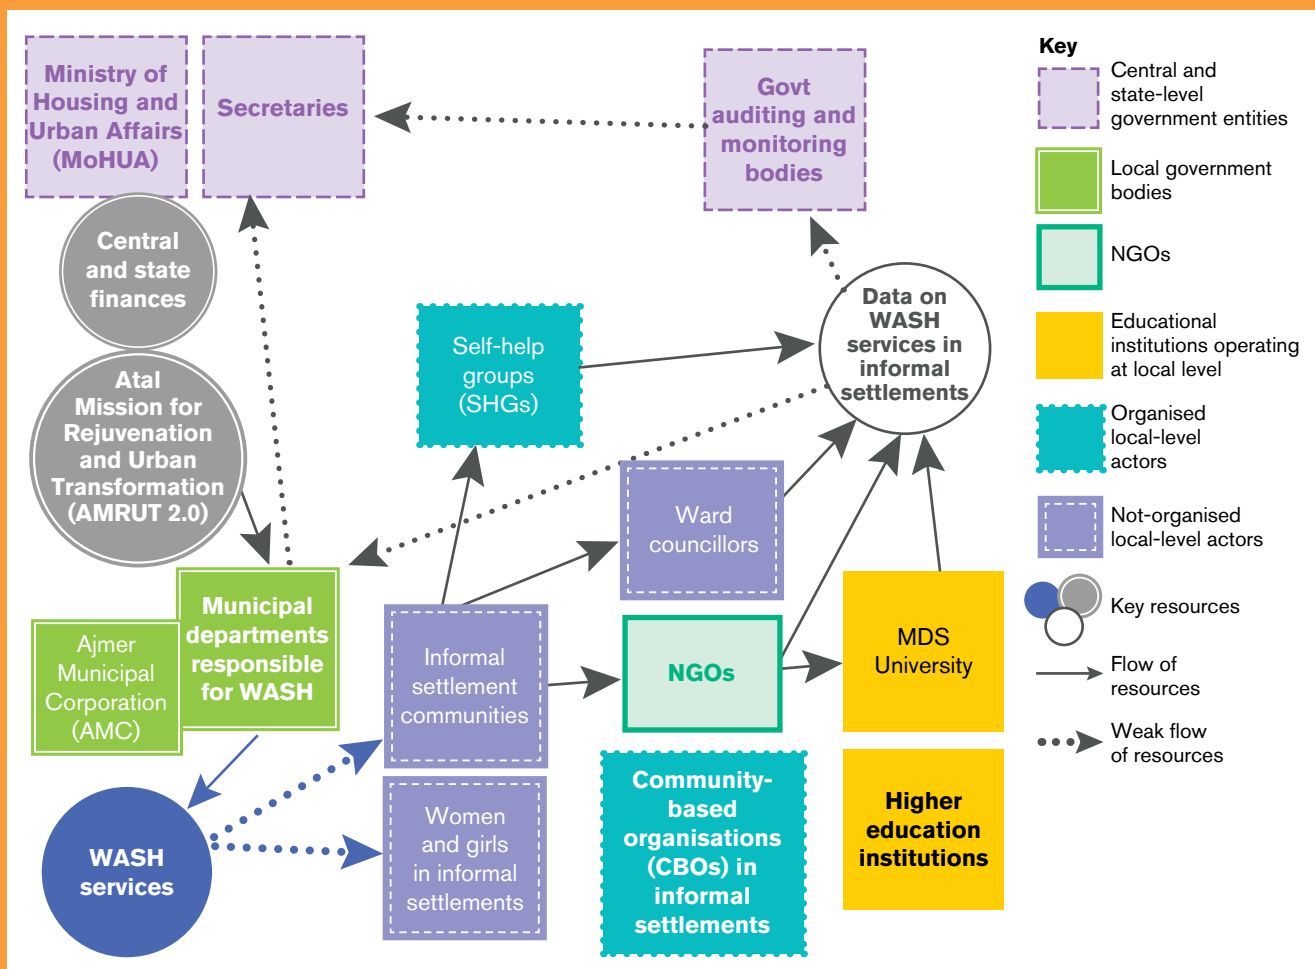 Ministry of
Housing and
Urban Affairs
(MoHUA)
Secretaries
Govt
auditing and
monitoring
bodies
Central
and state
finances
Atal
Mission for
Rejuvenation
and Urban
Transformation
(AMRUT 2.0)
Self-help
groups
(SHGs)
Data on
WASH
services in
informal
settlements
Ward
councillors
Municipal
departments
responsible
for WASH
Ajmer
Municipal
Corporation
(AMC)
Informal
settlement
communities
NGOs
MDS
University
WASH
services
Women
and girls
in informal
settlements
Community-
based
organisations
(CBOs) in
informal
settlements
Higher
education
institutions
Key
Central and
state-level
government entities
Local government
bodies
NGOs
Educational
institutions operating
at local level
Organised
local-level
actors
Not-organised
local-level actors
Key resources
Flow of
resources
Weak flow
of resources